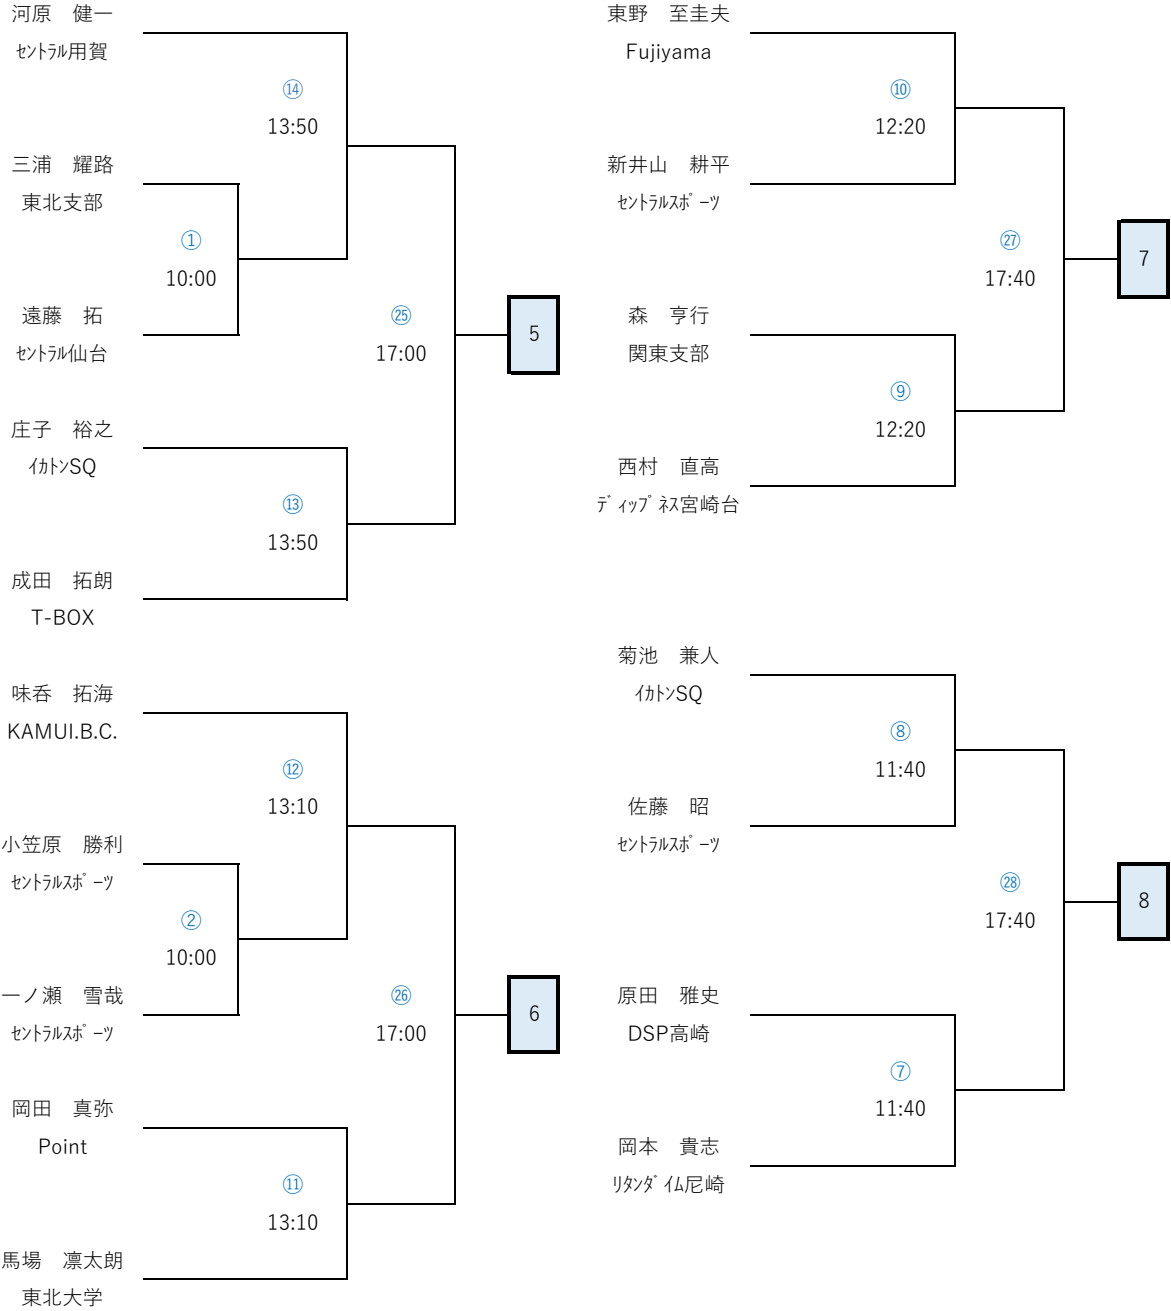 河原　健一
ｾﾝﾄﾗﾙ用賀
⑭
13:50
三浦　耀路
東北支部
①
10:00
遠藤　拓
ｾﾝﾄﾗﾙ仙台
㉕
17:00
5
庄子　裕之
ｲｶﾄﾝSQ
⑬
13:50
成田　拓朗
T-BOX
味呑　拓海
KAMUI.B.C.
⑫
13:10
小笠原　勝利
ｾﾝﾄﾗﾙｽﾎﾟｰﾂ
②
10:00
一ノ瀬　雪哉
ｾﾝﾄﾗﾙｽﾎﾟｰﾂ
㉖
17:00
6
岡田　真弥
Point
⑪
13:10
馬場　凛太朗
東北大学
東野　至圭夫
Fujiyama
⑩
12:20
新井山　耕平
ｾﾝﾄﾗﾙｽﾎﾟｰﾂ
㉗
17:40
7
森　亨行
関東支部
⑨
12:20
西村　直高
ﾃﾞｨｯﾌﾟﾈｽ宮崎台
菊池　兼人
ｲｶﾄﾝSQ
⑧
11:40
佐藤　昭
ｾﾝﾄﾗﾙｽﾎﾟｰﾂ
㉘
17:40
8
原田　雅史
DSP高崎
⑦
11:40
岡本　貴志
ﾘﾀﾝﾀﾞｲﾑ尼崎